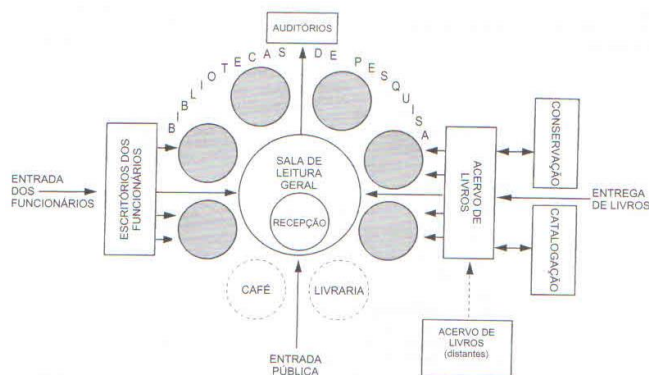 AUDITÓRIOS
BIBLIOTECAS DE PESQUISA
ENTRADA
DOS
FUNCIONÁRIOS
ESCRITÓRIOS DOS
FUNCIONÁRIOS
SALA DE
LEITURA
GERAL
RECEPÇÃO
CAFÉ
LIVRARIA
ENTRADA
PÚBLICA
ACERVO DE
LIVROS
CONSERVAÇÃO
CATALOGAÇÃO
ENTREGA
DE LIVROS
ACERVO DE
LIVROS
(distantes)